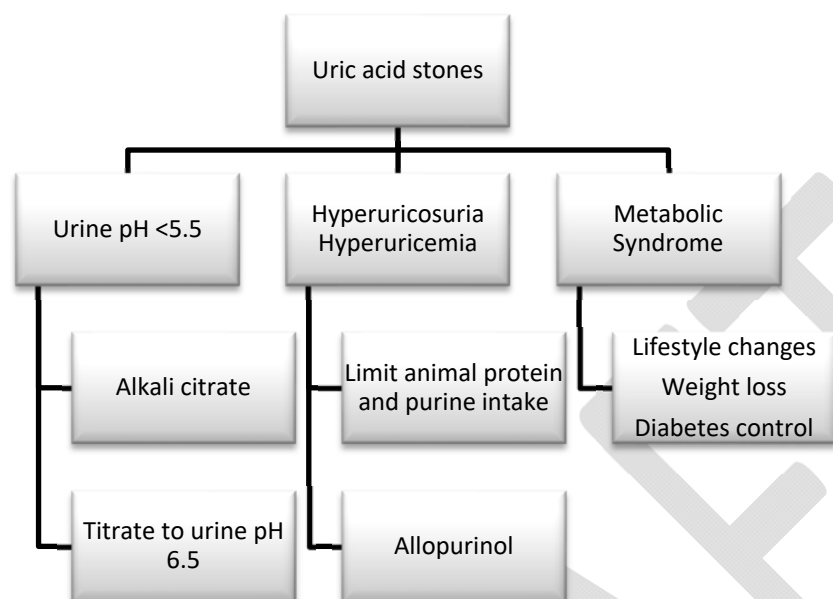 Uric acid stones
Urine pH <5.5
Hyperuricosuria
Hyperuricemia
Metabolic
Syndrome
Alkali citrate
Limit animal protein
and purine intake
Lifestyle changes
Weight loss
Diabetes control
Titrate to urine pH
6.5
Allopurinol